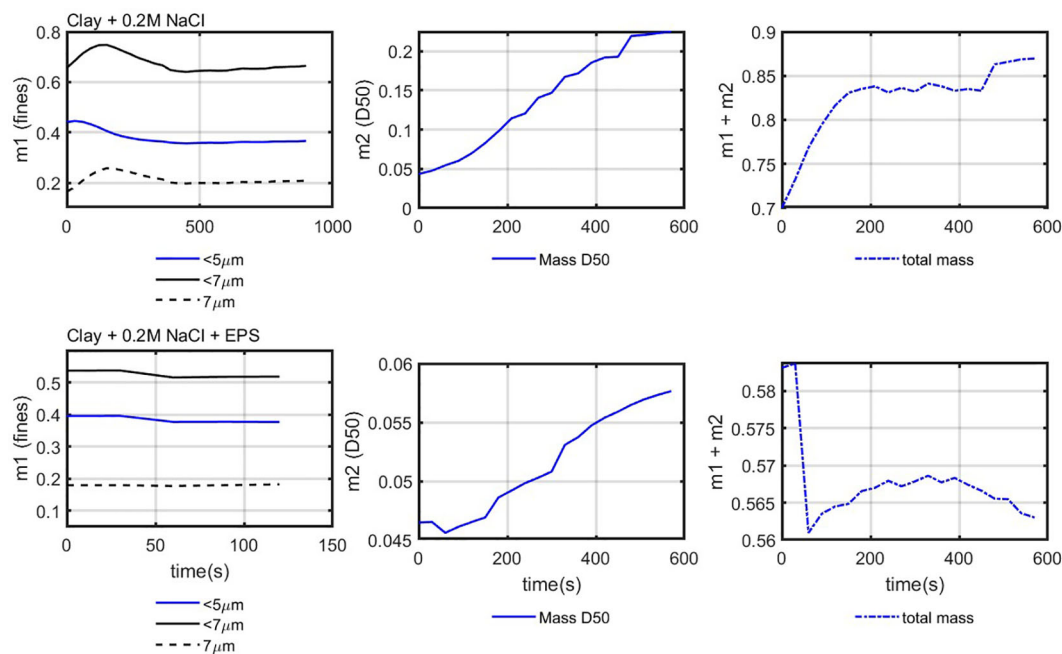 Clay + 0.2M NaCl
m1 (fines)
0.8
0.6
0.4
0.2
0
500
1000
<5μm
<7μm
7μm
m2 (D50)
0.2
0.15
0.1
0.05
0
0
200
400
600
Mass D50
m1 + m2
0.9
0.85
0.8
0.75
0.7
0
200
400
600
total mass
Clay + 0.2M NaCl + EPS
m1 (fines)
0.5
0.4
0.3
0.2
0.1
0
50
100
150
time(s)
<5μm
<7μm
7μm
m2 (D50)
0.06
0.055
0.05
0.045
0
200
400
600
time(s)
Mass D50
m1 + m2
0.58
0.575
0.57
0.565
0.56
0
200
400
600
time(s)
total mass